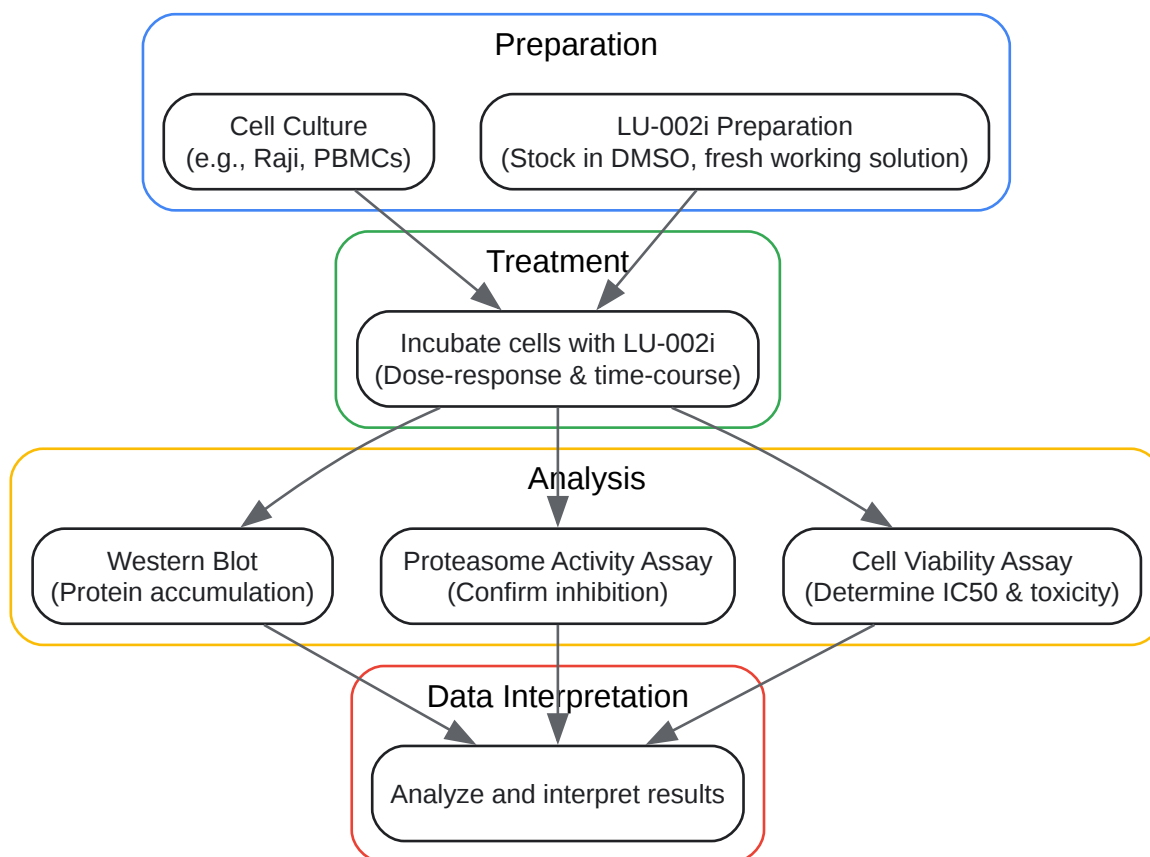 Preparation
Cell Culture
(e.g., Raji, PBMCs)
LU-002i Preparation
(Stock in DMSO, fresh working solution)
Treatment
Incubate cells with LU-002i
(Dose-response & time-course)
Analysis
Western Blot
(Protein accumulation)
Proteasome Activity Assay
(Confirm inhibition)
Cell Viability Assay
(Determine IC50 & toxicity)
Data Interpretation
Analyze and interpret results